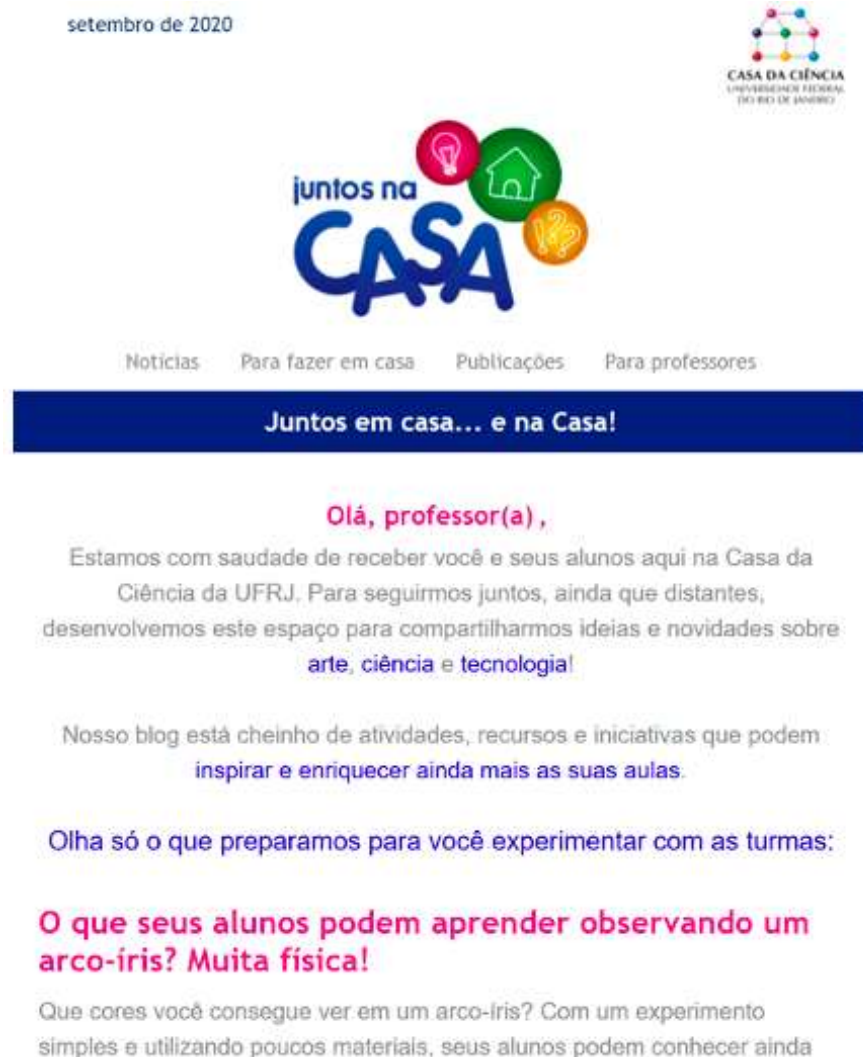 setembro de 2020
CASA DA CIÊNCIA
UNIVERSIDADE FEDERAL
DO RIO DE JANEIRO
juntos na
CASA
!??
Notícias Para fazer em casa Publicações Para professores
Juntos em casa... e na Casa!
Olá, professor(a) ,
Estamos com saudade de receber você e seus alunos aqui na Casa da
Ciência da UFRJ. Para seguirmos juntos, ainda que distantes,
desenvolvemos este espaço para compartilharmos ideias e novidades sobre
arte, ciência e tecnologia!
Nosso blog está cheinho de atividades, recursos e iniciativas que podem
inspirar e enriquecer ainda mais as suas aulas.
Olha só o que preparamos para você experimentar com as turmas:
O que seus alunos podem aprender observando um
arco-íris? Muita física!
Que cores você consegue ver em um arco-íris? Com um experimento
simples e utilizando poucos materiais, seus alunos podem conhecer ainda